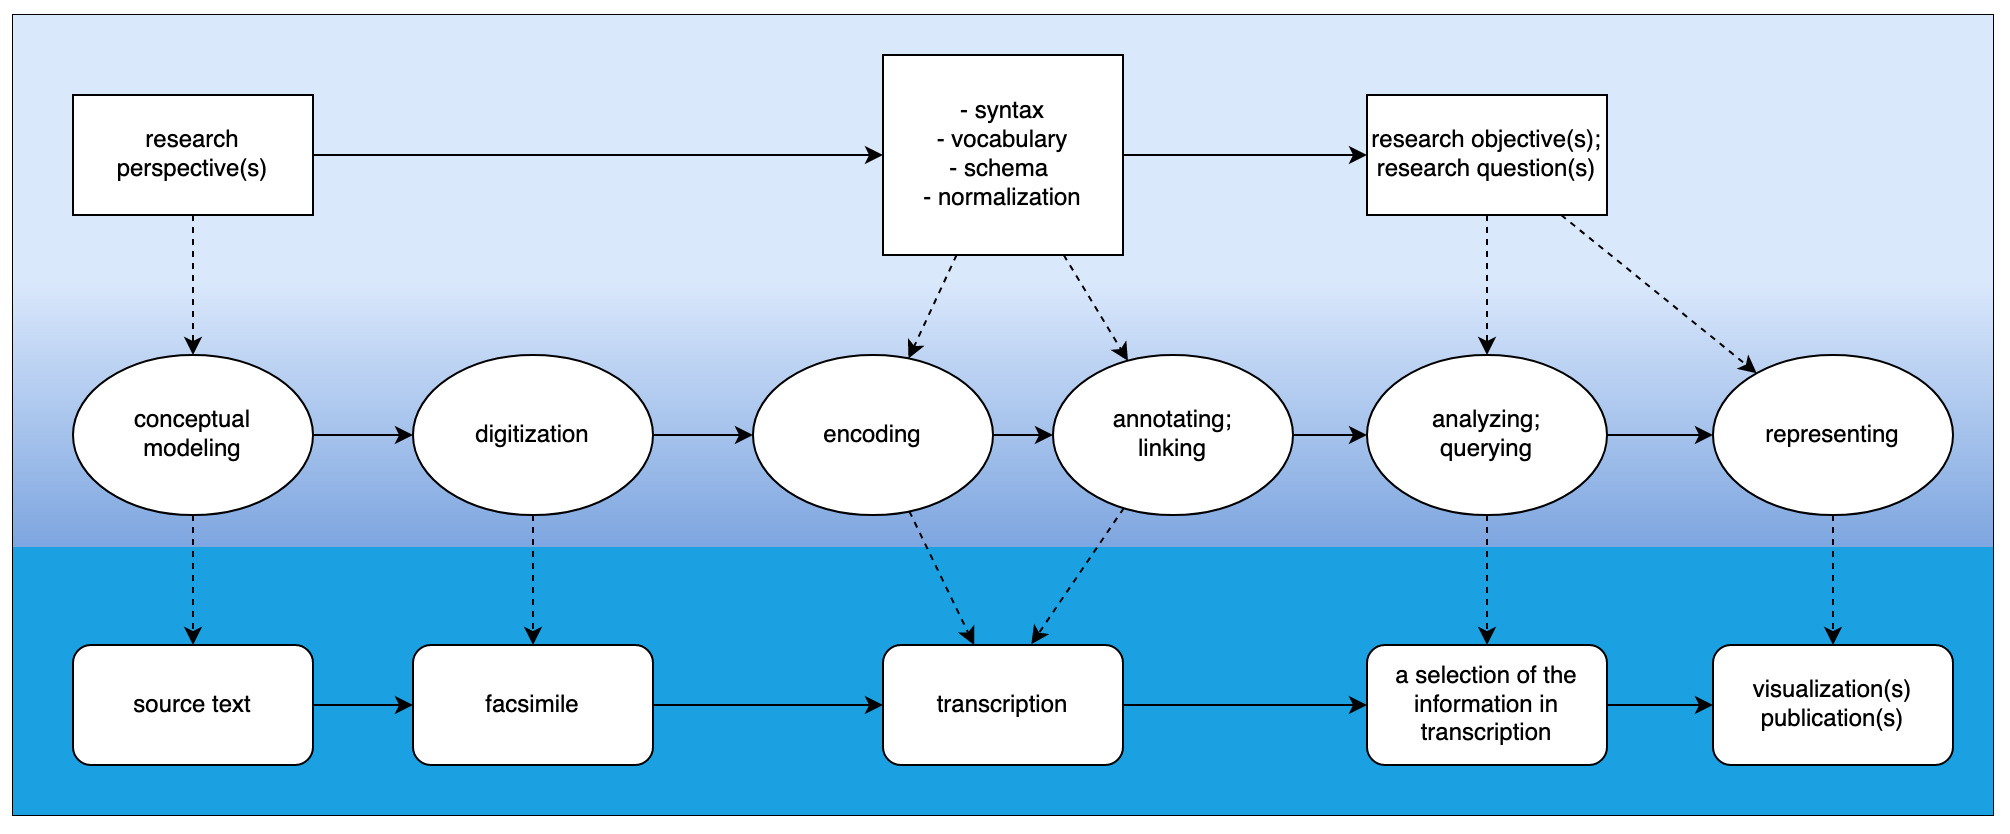 research
perspective(s)
- syntax
- vocabulary
- schema
- normalization
research objective(s);
research question(s)
conceptual
modeling
digitization
encoding
annotating;
linking
analyzing;
querying
representing
source text
facsimile
transcription
a selection of the
information in
transcription
visualization(s)
publication(s)